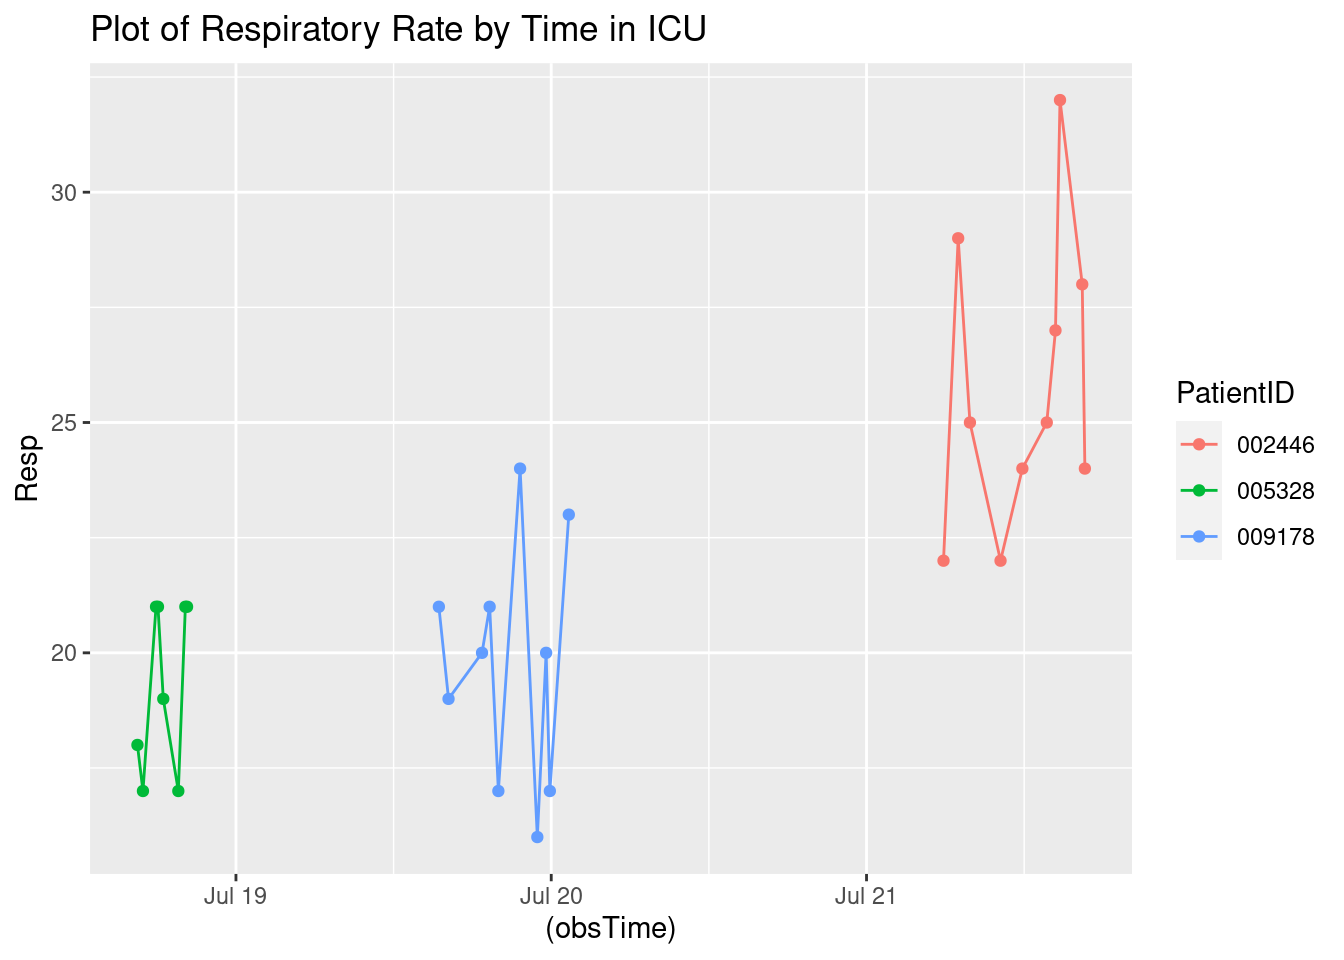 Plot of Respiratory Rate by Time in ICU
30
25
20
Resp
Jul 19
Jul 20
Jul 21
(obsTime)
PatientID
002446
005328
009178